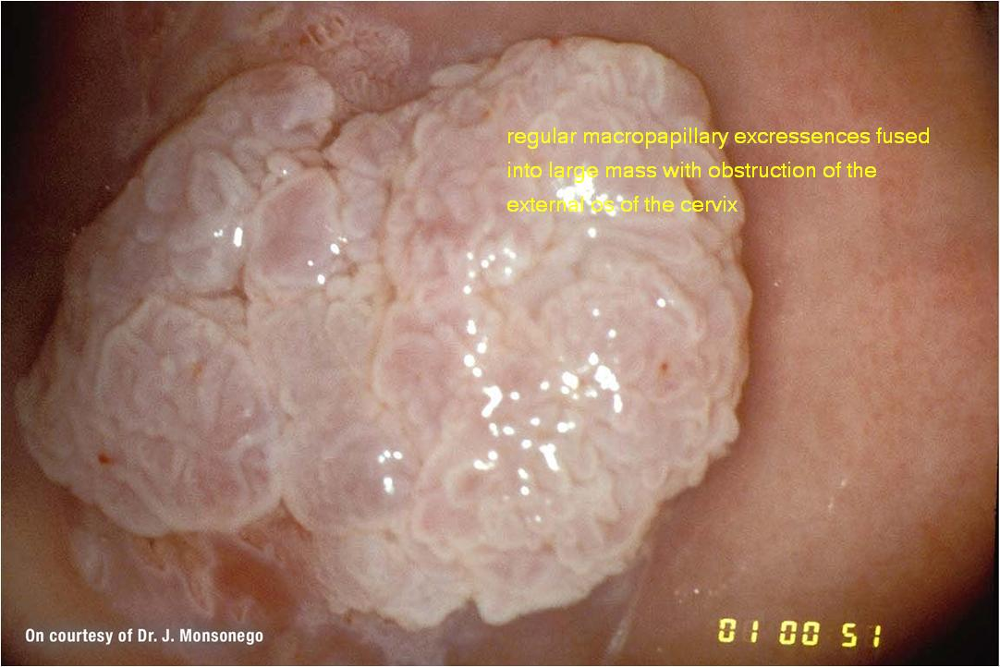 regular macropapillary excressences fused
into large mass with obstruction of the
external os of the cervix
On courtesy of Dr. J. Monsonego
01 00 51